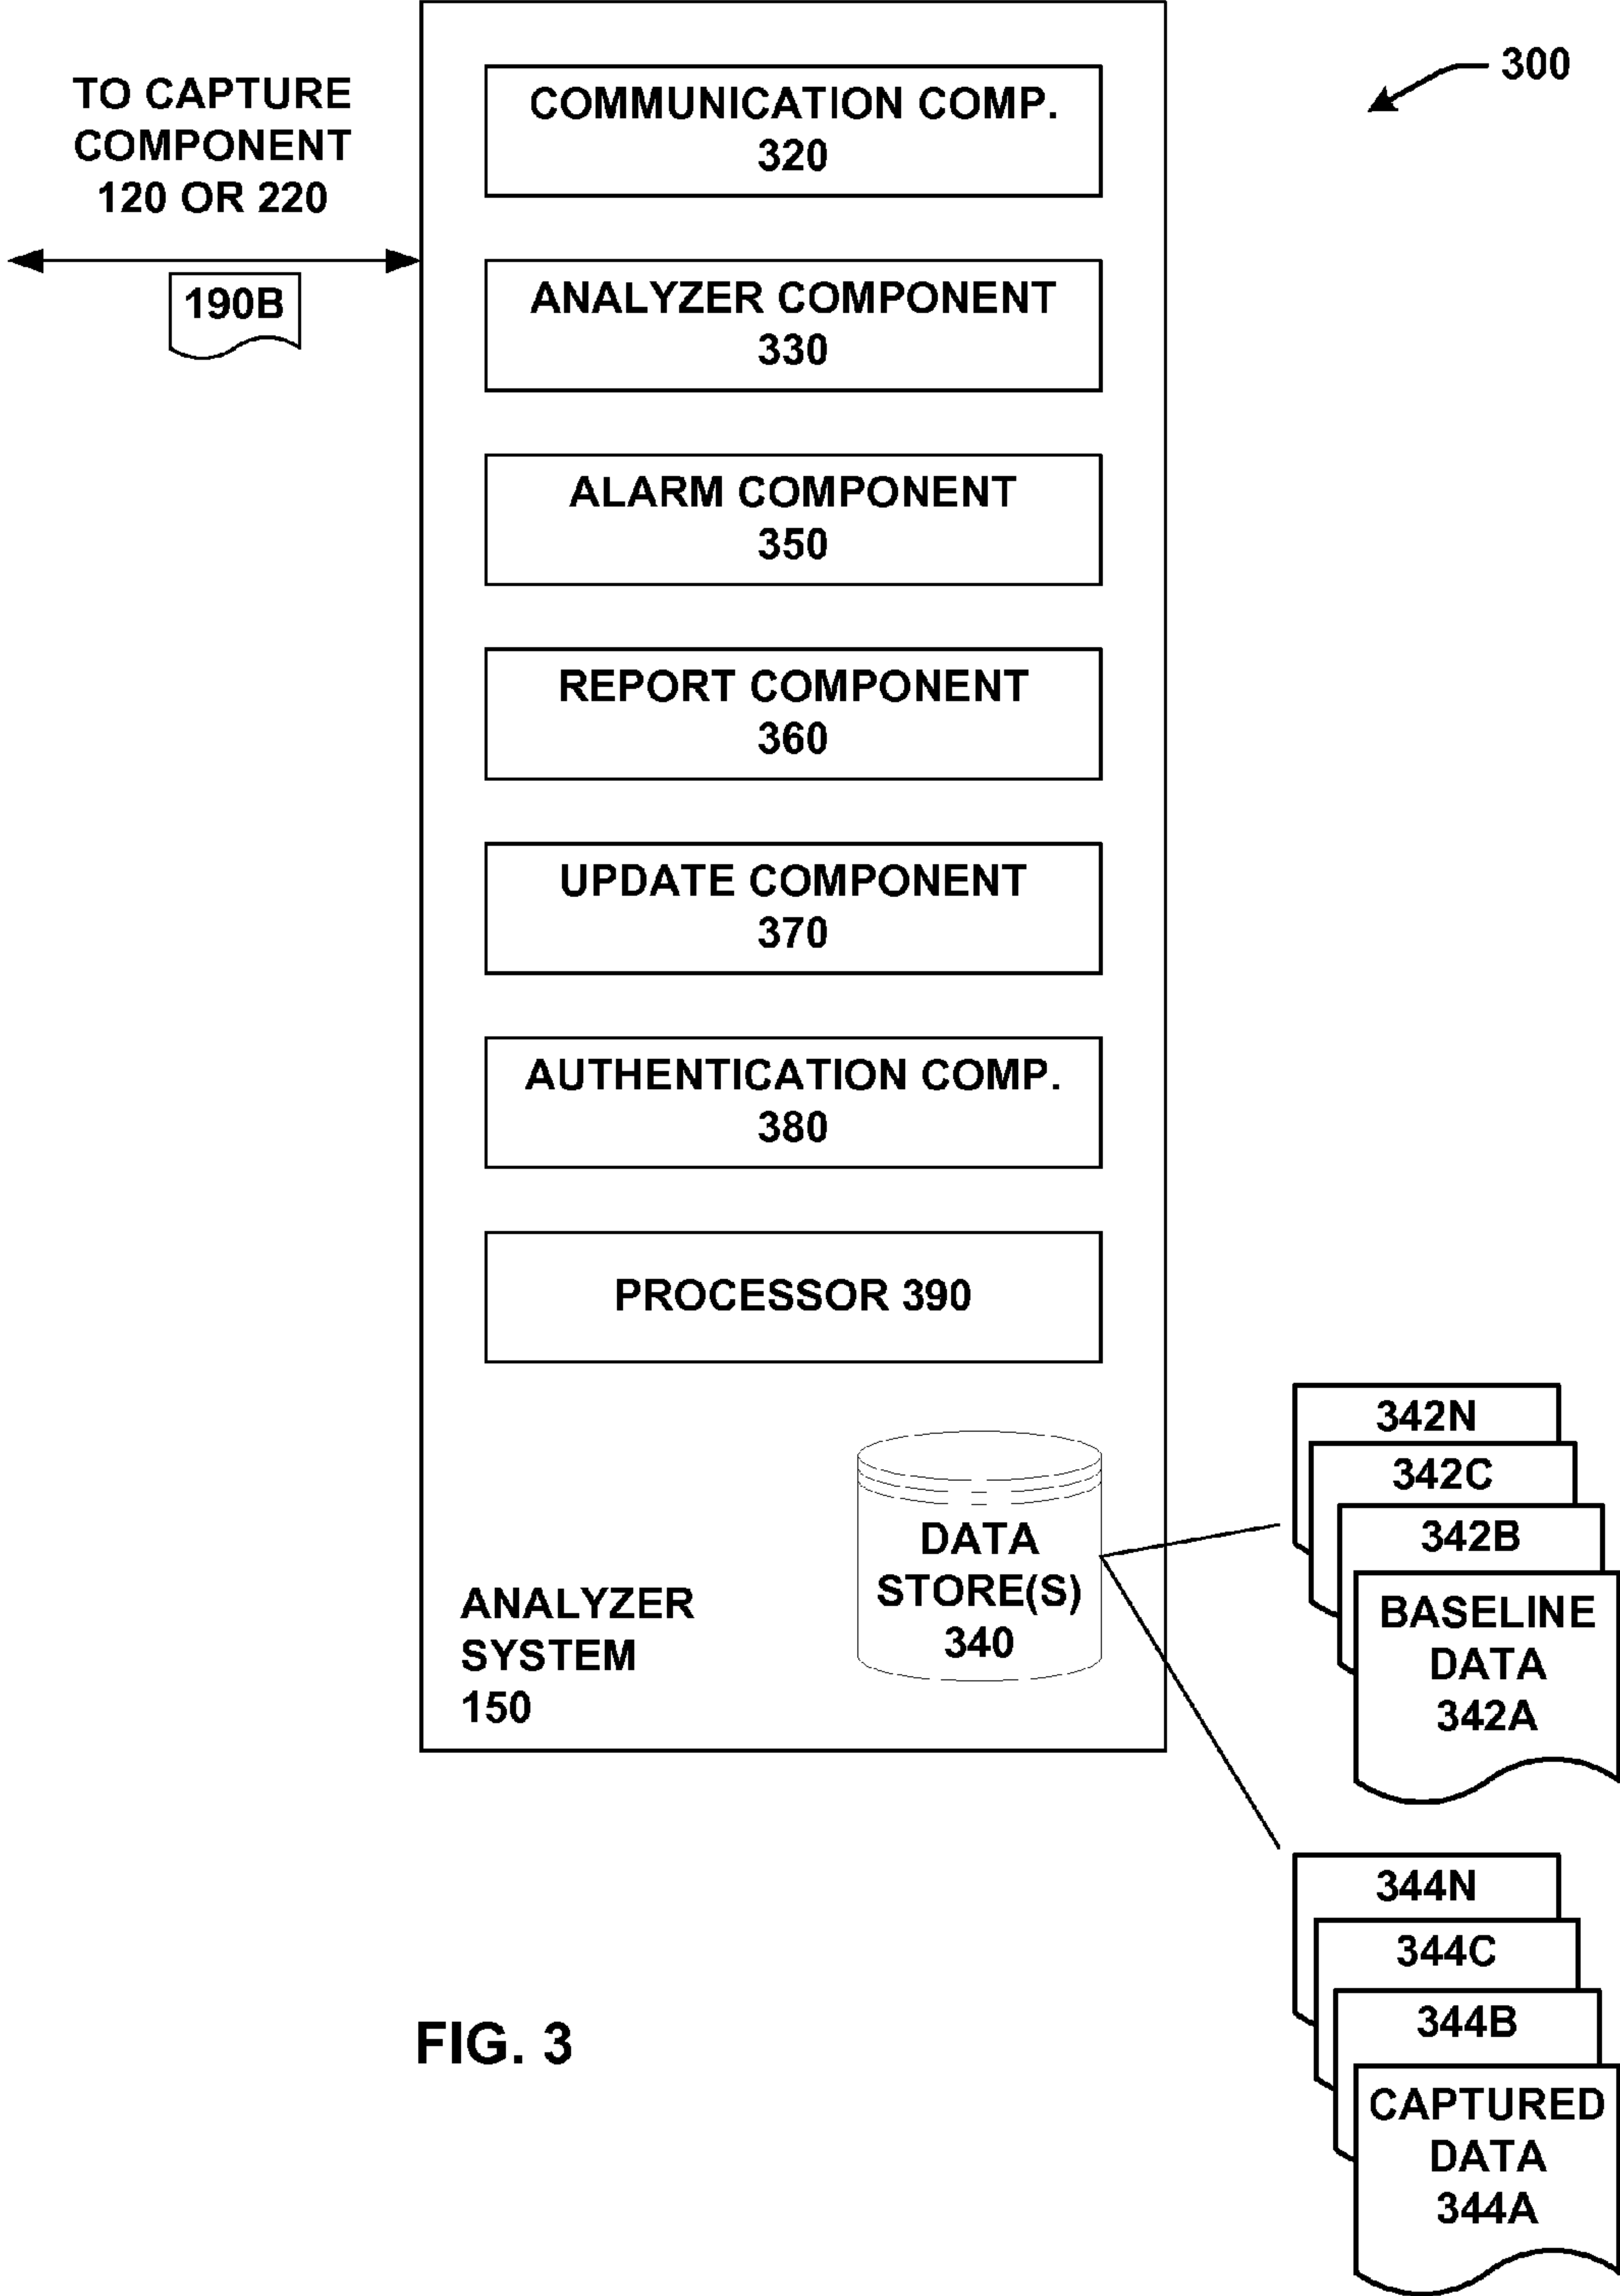 300
TO CAPTURE
COMPONENT
120 OR 220
190B
COMMUNICATION COMP.
320
ANALYZER COMPONENT
330
ALARM COMPONENT
350
REPORT COMPONENT
360
UPDATE COMPONENT
370
AUTHENTICATION COMP.
380
PROCESSOR 390
DATA
STORE(S)
340
ANALYZER
SYSTEM
150
342N
342C
342B
BASELINE
DATA
342A
344N
344C
344B
CAPTURED
DATA
344A
FIG. 3